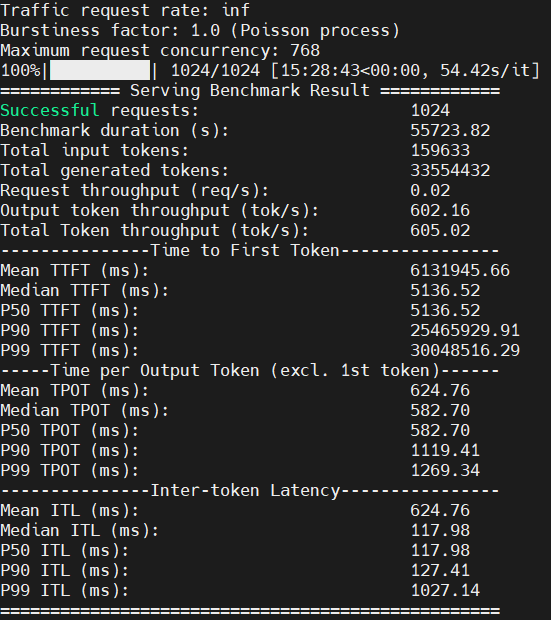 Traffic request rate: inf
Burstiness factor: 1.0 (Poisson process)
Maximum request concurrency: 768
100%|██████████| 1024/1024 [15:28:43<00:00, 54.42s/it]
============ Serving Benchmark Result ============
Successful requests: 1024
Benchmark duration (s): 55723.82
Total input tokens: 159633
Total generated tokens: 33554432
Request throughput (req/s): 0.02
Output token throughput (tok/s): 602.16
Total Token throughput (tok/s): 605.02
---------------Time to First Token----------------
Mean TTFT (ms): 6131945.66
Median TTFT (ms): 5136.52
P50 TTFT (ms): 5136.52
P90 TTFT (ms): 25465929.91
P99 TTFT (ms): 30048516.29
-----Time per Output Token (excl. 1st token)------
Mean TPOT (ms): 624.76
Median TPOT (ms): 582.70
P50 TPOT (ms): 582.70
P90 TPOT (ms): 1119.41
P99 TPOT (ms): 1269.34
---------------Inter-token Latency----------------
Mean ITL (ms): 624.76
Median ITL (ms): 117.98
P50 ITL (ms): 117.98
P90 ITL (ms): 127.41
P99 ITL (ms): 1027.14
==================================================